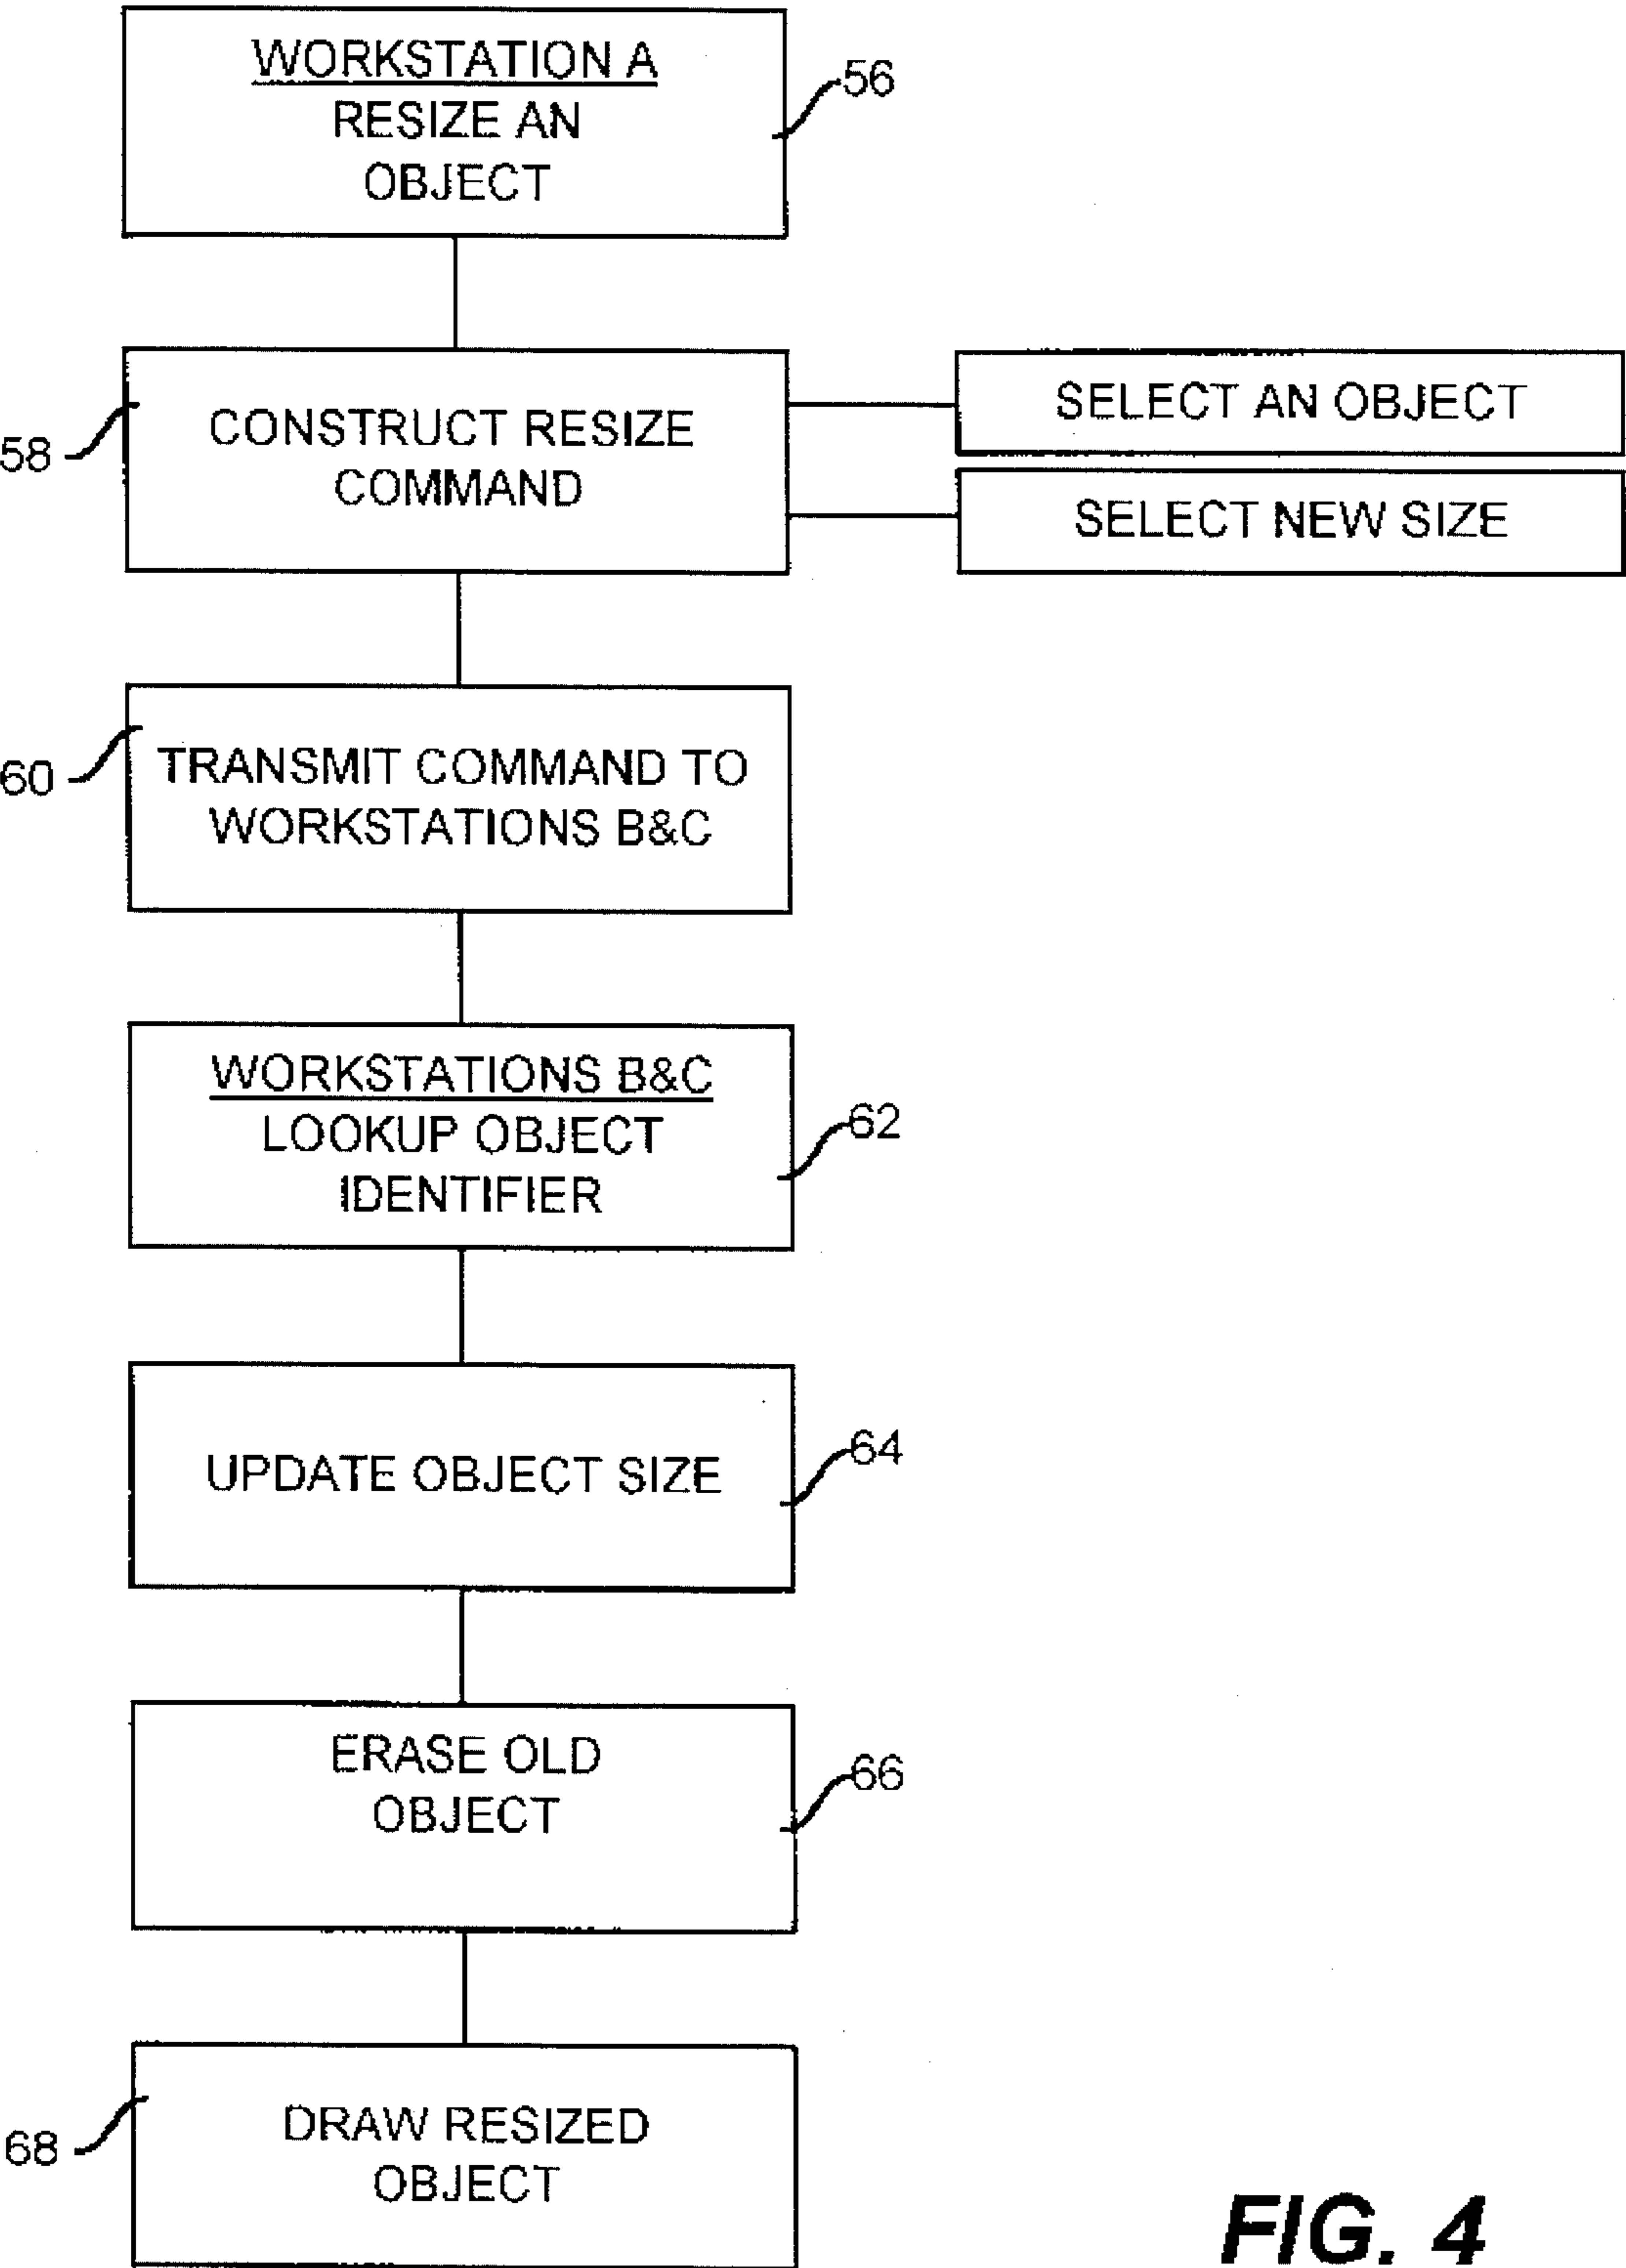 WORKSTATION A
RESIZE AN
OBJECT
56
58
CONSTRUCT RESIZE
COMMAND
SELECT AN OBJECT
SELECT NEW SIZE
60
TRANSMIT COMMAND TO
WORKSTATIONS B&C
WORKSTATIONS B&C
LOOKUP OBJECT
IDENTIFIER
62
UPDATE OBJECT SIZE
64
ERASE OLD
OBJECT
66
68
DRAW RESIZED
OBJECT
FIG. 4